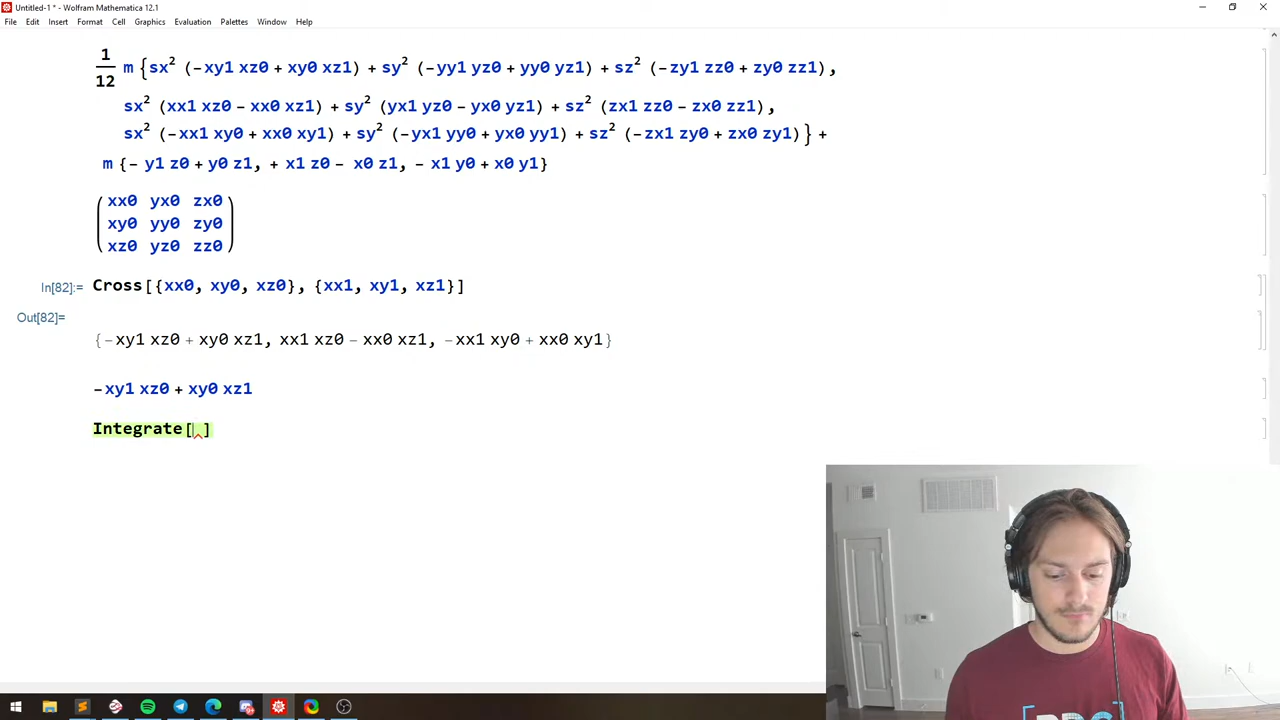 Untitled-1 * - Wolfram Mathematica 12.1
File Edit Insert Format Cell Graphics Evaluation Palettes Window Help
1
12
m {sx² (-xy1 xz0 + xy0 xz1) + sy² (-yy1 yz0 + yy0 yz1) + sz² (-zy1 zz0 + zy0 zz1),
sx² (xx1 xz0 - xx0 xz1) + sy² (yx1 yz0 - yx0 yz1) + sz² (zx1 zz0 - zx0 zz1),
sx² (-xx1 xy0 + xx0 xy1) + sy² (-yx1 yy0 + yx0 yy1) + sz² (-zx1 zy0 + zx0 zy1)} +
m {- y1 z0 + y0 z1, + x1 z0 - x0 z1, - x1 y0 + x0 y1}
xx0 yx0 zx0
xy0 yy0 zy0
xz0 yz0 zz0
In[82]:= Cross[{xx0, xy0, xz0}, {xx1, xy1, xz1}]
Out[82]=
{-xy1 xz0 + xy0 xz1, xx1 xz0 - xx0 xz1, -xx1 xy0 + xx0 xy1}
-xy1 xz0 + xy0 xz1
Integrate[ ]